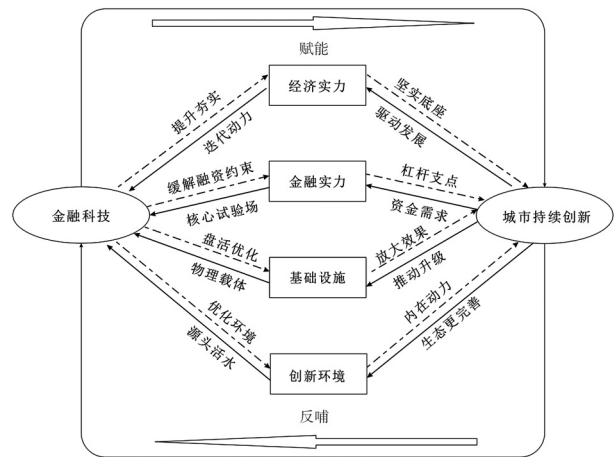 赋能
经济实力
提升夯实
迭代动力
坚实底座
驱动发展
缓解融资约束
金融实力
杠杆支点
核心试验场
资金需求
金融科技
城市持续创新
盘活优化
物理载体
基础设施
放大效果
推动升级
优化环境
源头活水
内在动力
生态更完善
创新环境
反哺